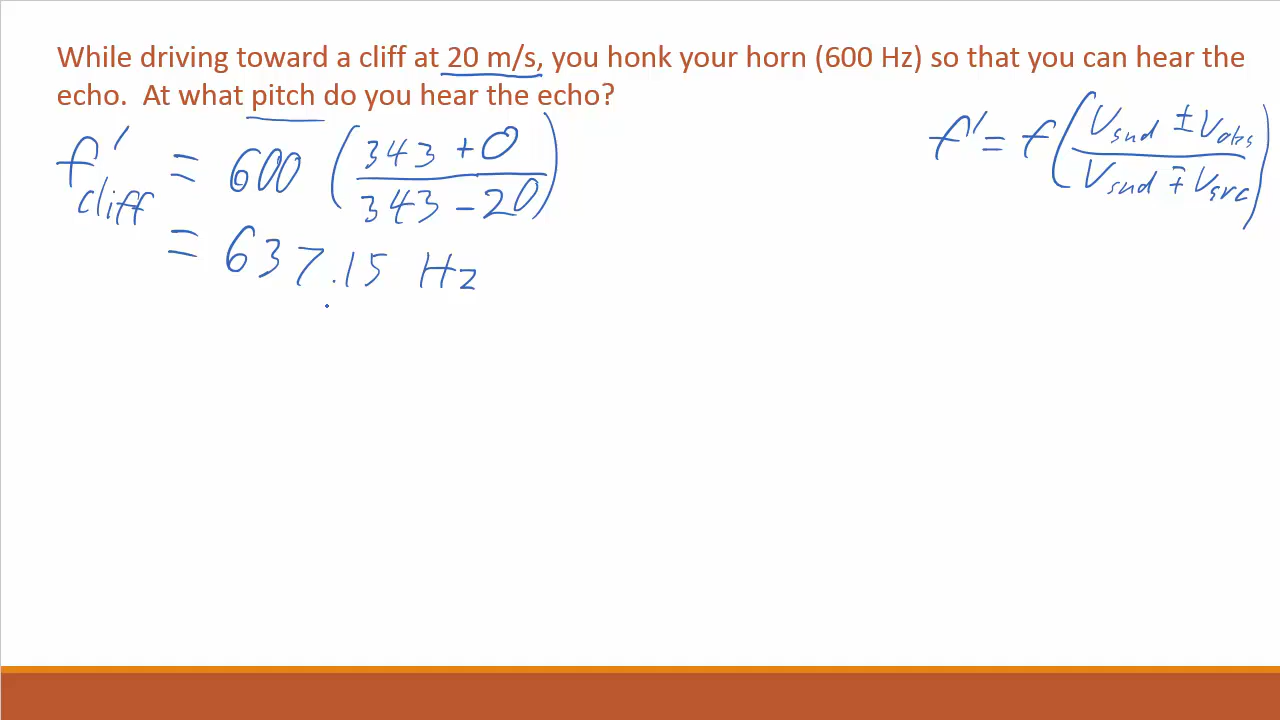 While driving toward a cliff at 20 m/s, you honk your horn (600 Hz) so that you can hear the
echo. At what pitch do you hear the echo?
f' = f(Vsnd ± Vobs / Vsnd ∓ Vsrc)
f'cliff = 600 (343 + 0 / 343 - 20)
= 637.15 Hz